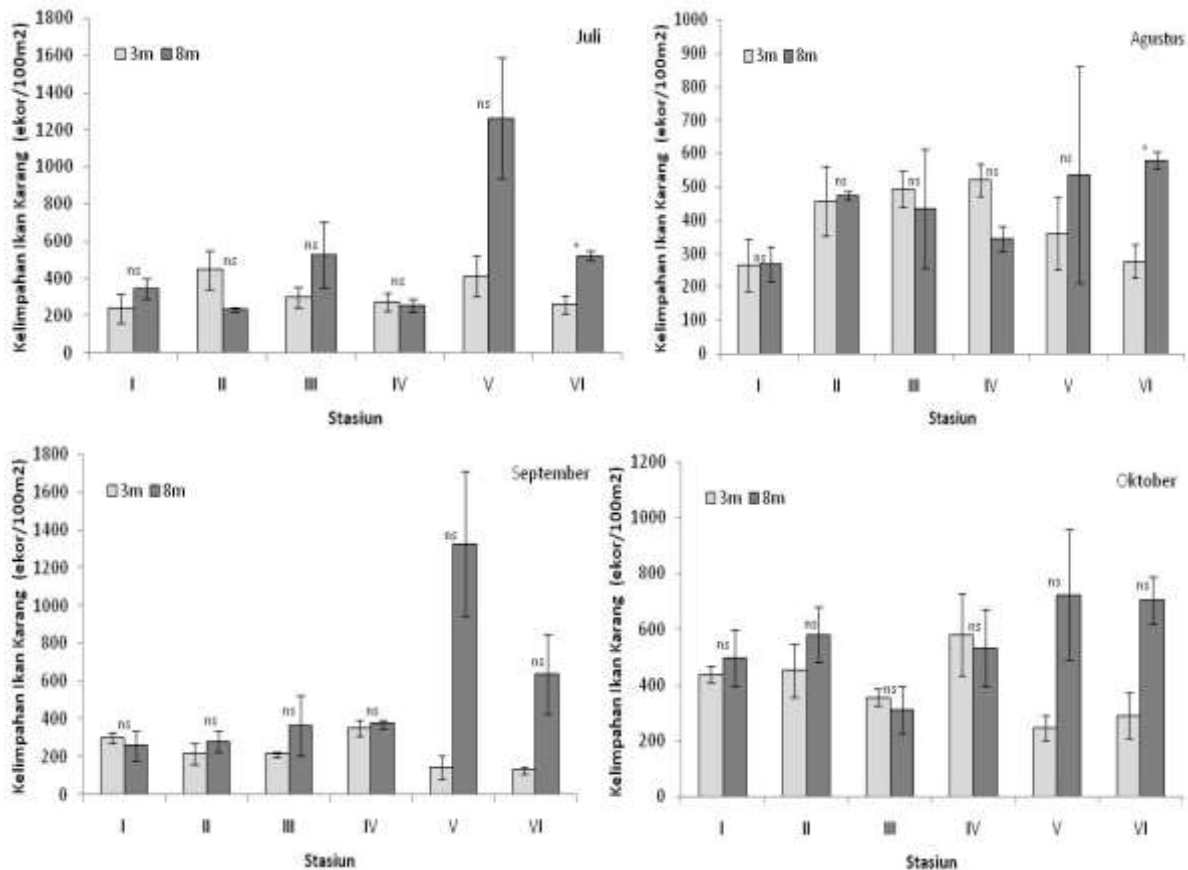 Juli
3m 8m
Kelimpahan Ikan Karang (ekor/100m2)
1800
1600
1400
1200
1000
800
600
400
200
0
ns
ns
ns
ns
ns
*
I II III IV V VI
Stasiun
Agustus
3m 8m
Kelimpahan Ikan Karang (ekor/100m2)
1000
900
800
700
600
500
400
300
200
100
0
ns
ns
ns
ns
ns
*
I II III IV V VI
Stasiun
September
3m 8m
Kelimpahan Ikan Karang (ekor/100m2)
1800
1600
1400
1200
1000
800
600
400
200
0
ns
ns
ns
ns
ns
ns
I II III IV V VI
Stasiun
Oktober
3m 8m
Kelimpahan Ikan Karang (ekor/100m2)
1200
1000
800
600
400
200
0
ns
ns
ns
ns
ns
ns
I II III IV V VI
Stasiun